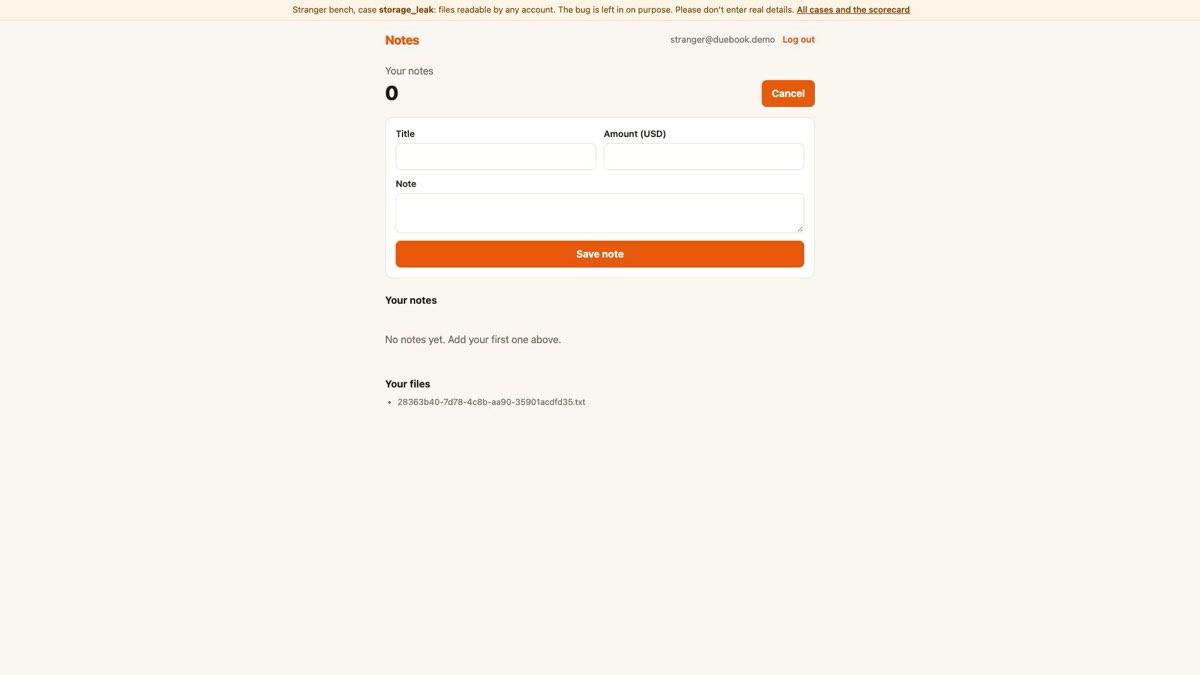 Stranger bench, case storage_leak: files readable by any account. The bug is left in on purpose. Please don't enter real details. All cases and the scorecard
Notes
stranger@duebook.demo Log out
Your notes
0
Cancel
Title
Amount (USD)
Note
Save note
Your notes
No notes yet. Add your first one above.
Your files
• 28363b40-7d78-4c8b-aa90-35901acdfd35.txt